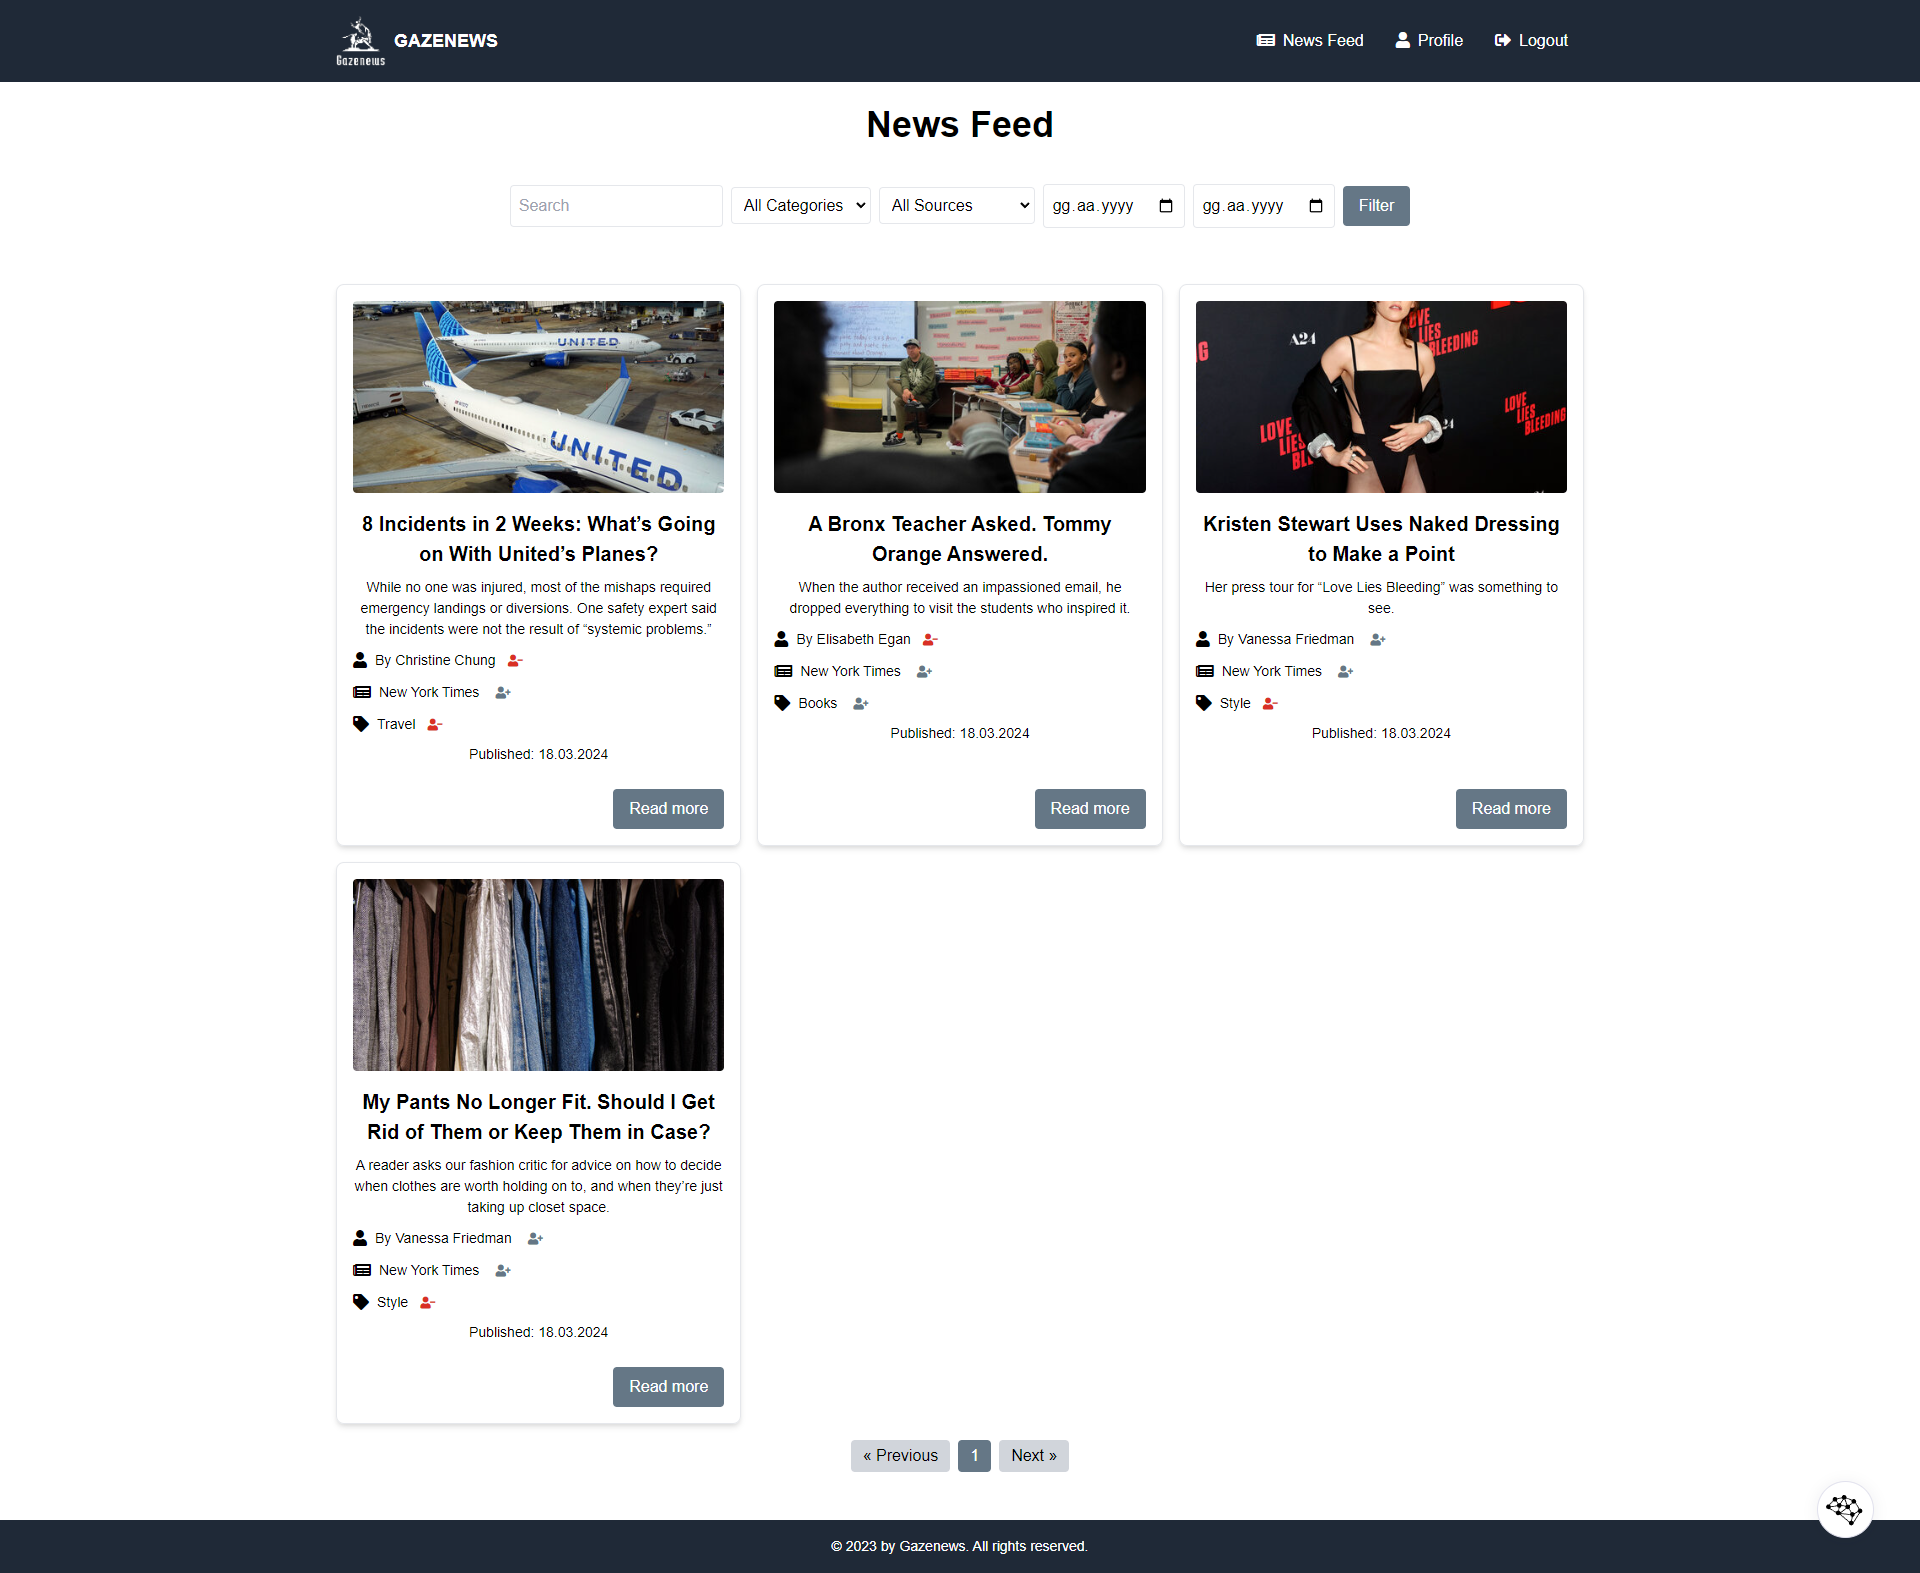 Gazenews
GAZENEWS
News Feed
Profile
Logout
News Feed
Search
All Categories
All Sources
gg.aa.yyyy
gg.aa.yyyy
Filter
UNITED
UNITED
8 Incidents in 2 Weeks: What’s Going
on With United’s Planes?
While no one was injured, most of the mishaps required
emergency landings or diversions. One safety expert said
the incidents were not the result of “systemic problems.”
By Christine Chung
New York Times
Travel
Published: 18.03.2024
Read more
A Bronx Teacher Asked. Tommy
Orange Answered.
When the author received an impassioned email, he
dropped everything to visit the students who inspired it.
By Elisabeth Egan
New York Times
Books
Published: 18.03.2024
Read more
A24
LIES
BLEEDING
LOVE
LIES
LOVE
LIES
BLEEDING
Kristen Stewart Uses Naked Dressing
to Make a Point
Her press tour for “Love Lies Bleeding” was something to
see.
By Vanessa Friedman
New York Times
Style
Published: 18.03.2024
Read more
My Pants No Longer Fit. Should I Get
Rid of Them or Keep Them in Case?
A reader asks our fashion critic for advice on how to decide
when clothes are worth holding on to, and when they’re just
taking up closet space.
By Vanessa Friedman
New York Times
Style
Published: 18.03.2024
Read more
« Previous
1
Next »
© 2023 by Gazenews. All rights reserved.